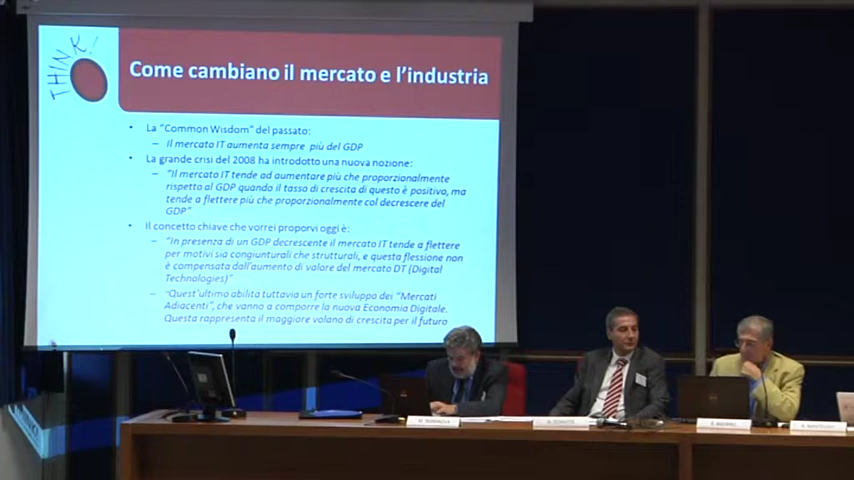 THINK!
Come cambiano il mercato e l'industria
• La "Common Wisdom" del passato:
– Il mercato IT aumenta sempre più del GDP
• La grande crisi del 2008 ha introdotto una nuova nozione:
– "Il mercato IT tende ad aumentare più che proporzionalmente
rispetto al GDP quando il tasso di crescita di questo è positivo, ma
tende a flettere più che proporzionalmente col decrescere del
GDP"
• Il concetto chiave che vorrei proporvi oggi è:
– "In presenza di un GDP decrescente il mercato IT tende a flettere
per motivi sia congiunturali che strutturali, e questa flessione non
è compensata dall'aumento di valore del mercato DT (Digital
Technologies)"
– "Quest'ultimo abilita tuttavia un forte sviluppo dei "Mercati
Adiacenti", che vanno a comporre la nuova Economia Digitale.
Questa rappresenta il maggiore volano di crescita per il futuro